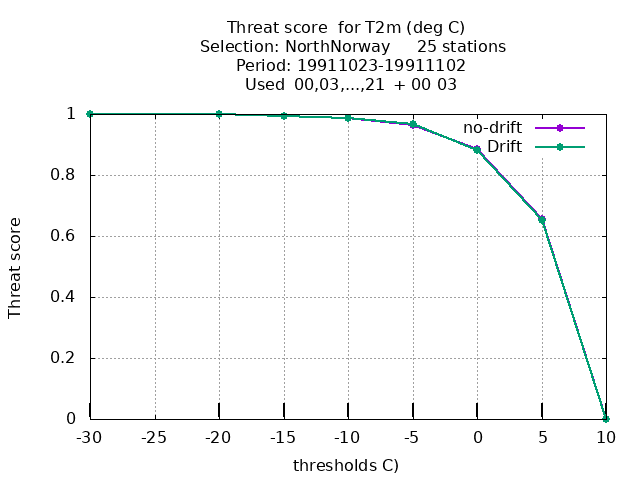 Threat score  for T2m (deg C)
Selection: NorthNorway     25 stations
Period: 19911023-19911102
Used  00,03,...,21  + 00 03
no-drift
Drift
1
0.8
0.6
0.4
0.2
0
Threat score
-30 -25 -20 -15 -10 -5 0 5 10
thresholds C)